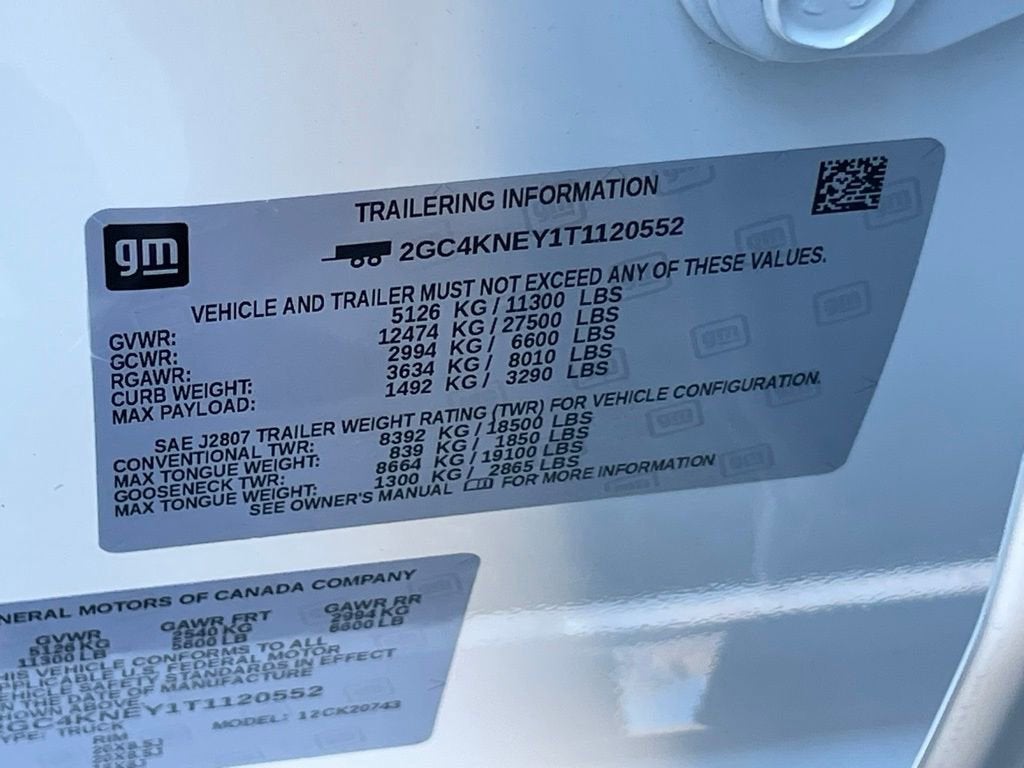 gm
TRAILERING INFORMATION
2GC4KNEY1T1120552
VEHICLE AND TRAILER MUST NOT EXCEED ANY OF THESE VALUES.
GVWR: 5126 KG / 11300 LBS
GCWR: 12474 KG / 27500 LBS
RGAWR: 2994 KG / 6600 LBS
CURB WEIGHT: 3634 KG / 8010 LBS
MAX PAYLOAD: 1492 KG / 3290 LBS
SAE J2807 TRAILER WEIGHT RATING (TWR) FOR VEHICLE CONFIGURATION.
CONVENTIONAL TWR: 8392 KG / 18500 LBS
MAX TONGUE WEIGHT: 839 KG / 1850 LBS
GOOSENECK TWR: 8664 KG / 19100 LBS
MAX TONGUE WEIGHT: 1300 KG / 2865 LBS
SEE OWNER'S MANUAL FOR MORE INFORMATION
NERAL MOTORS OF CANADA COMPANY
GVWR GAWR FRT GAWR RR
5126 KG 2540 KG 2994 KG
11300 LB 5600 LB 6600 LB
HIS VEHICLE CONFORMS TO ALL
PPLICABLE U.S. FEDERAL MOTOR
EHICLE SAFETY STANDARDS IN EFFECT
N THE DATE OF MANUFACTURE
SHOWN ABOVE
2GC4KNEY1T1120552
YPE: TRUCK MODEL: 12CK20743
RIM